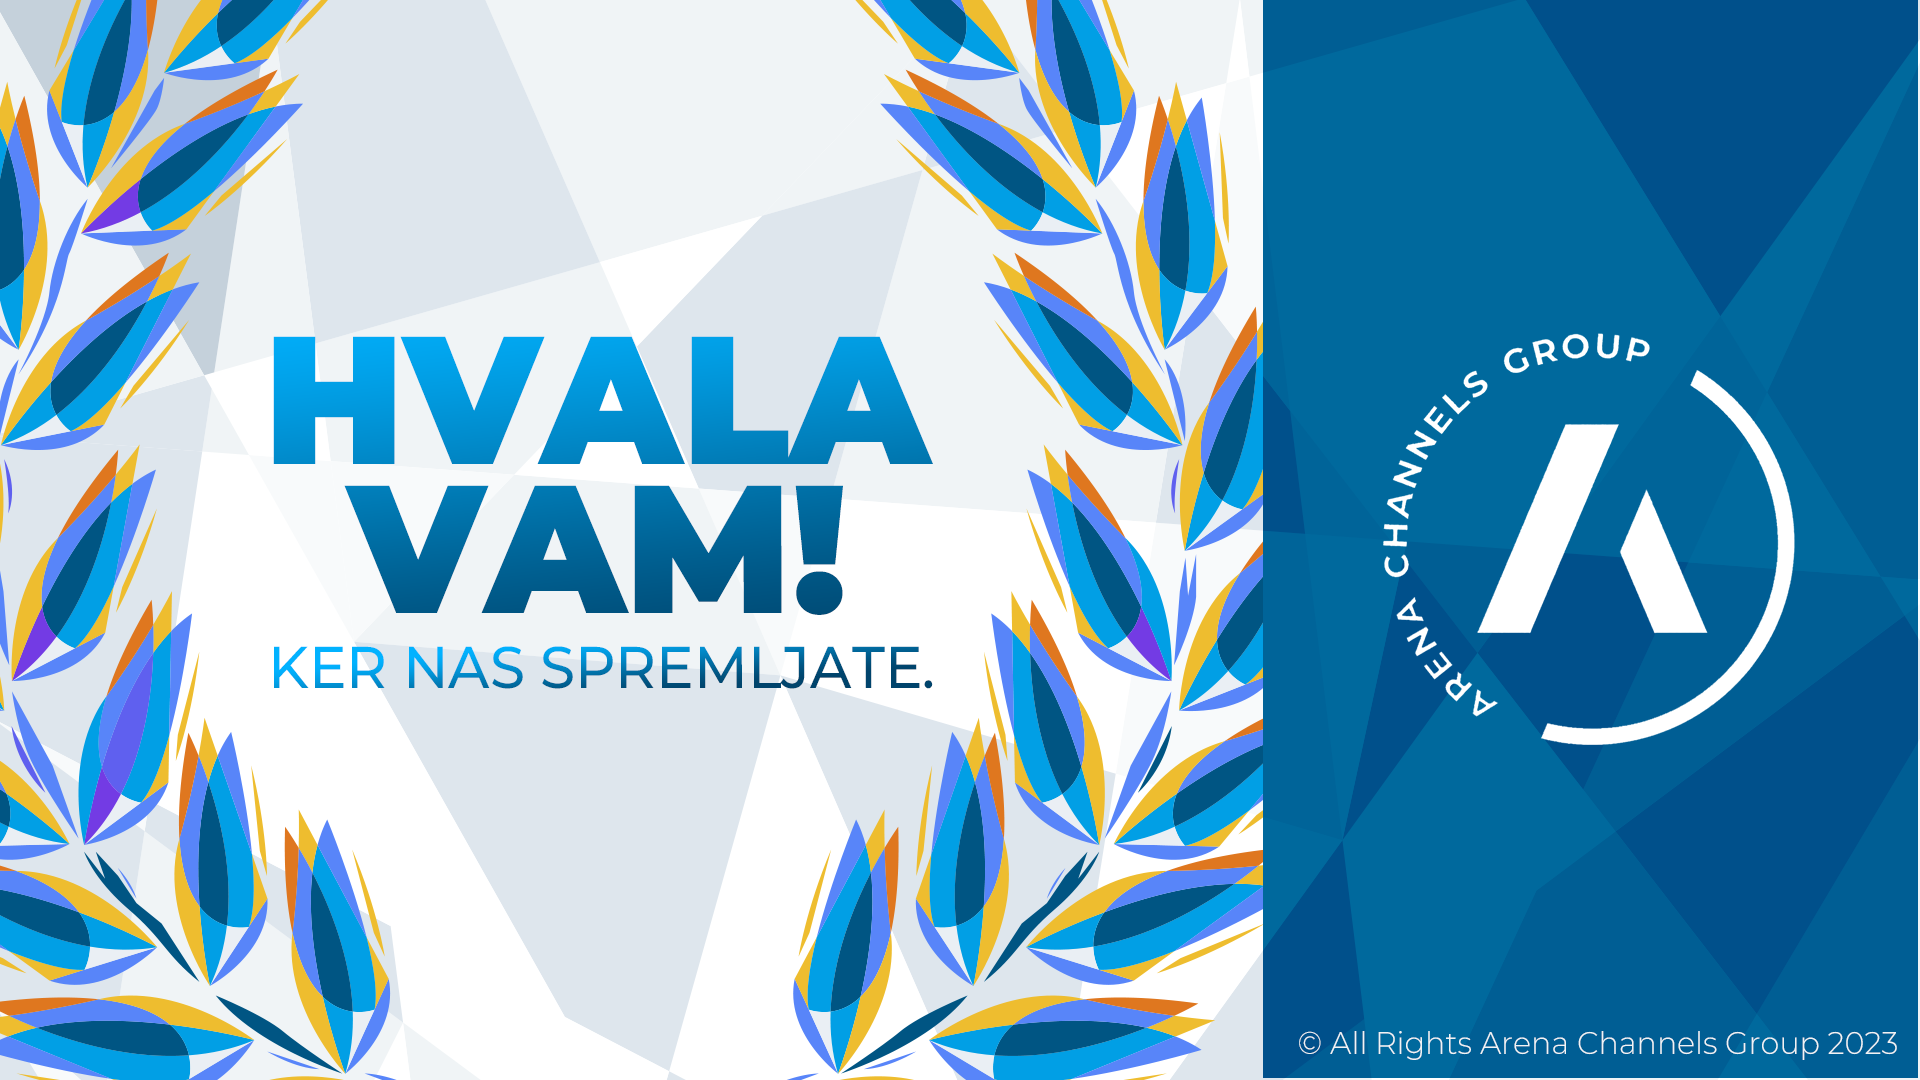 HVALA
VAM!
KER NAS SPREMLJATE.
ARENA CHANNELS GROUP
© All Rights Arena Channels Group 2023